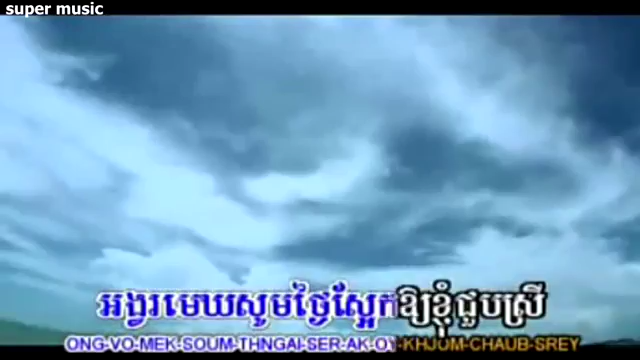 super music
អង្វរមេឃសូមថ្ងៃស្អែកឱ្យខ្ញុំជួបស្រី
ONG-VO-MEK-SOUM-THNGAI-SER-AK-OY-KHJOM-CHAUB-SREY